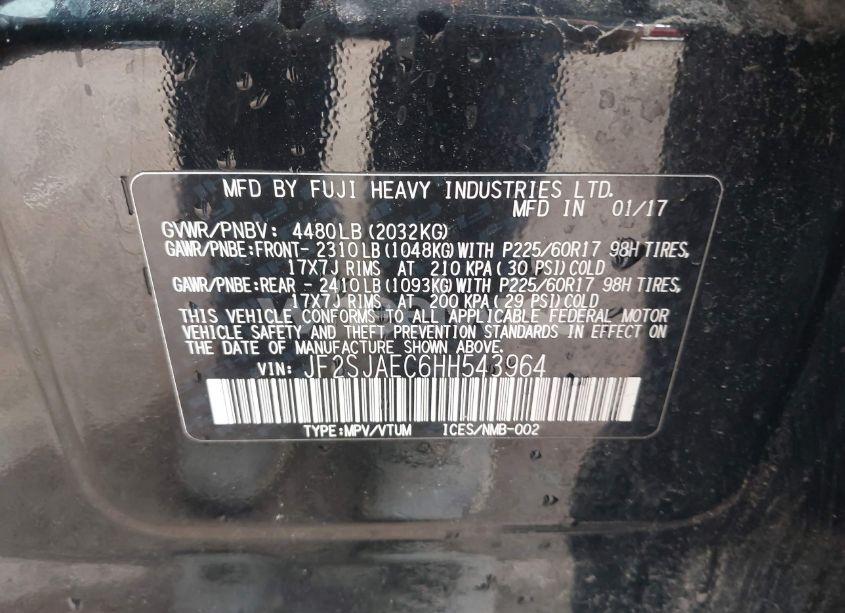 MFD BY FUJI HEAVY INDUSTRIES LTD.
MFD IN 01/17
GVWR/PNBV: 4480LB (2032KG)
GAWR/PNBE:FRONT- 2310LB (1048KG) WITH P225/60R17 98H TIRES,
17X7J RIMS AT 210 KPA (30 PSI) COLD
GAWR/PNBE:REAR - 2410LB (1093KG) WITH P225/60R17 98H TIRES,
17X7J RIMS AT 200 KPA (29 PSI) COLD
THIS VEHICLE CONFORMS TO ALL APPLICABLE FEDERAL MOTOR
VEHICLE SAFETY AND THEFT PREVENTION STANDARDS IN EFFECT ON
THE DATE OF MANUFACTURE SHOWN ABOVE.
VIN: JF2SJAEC6HH543964
TYPE:MPV/VTUM ICES/NMB-002